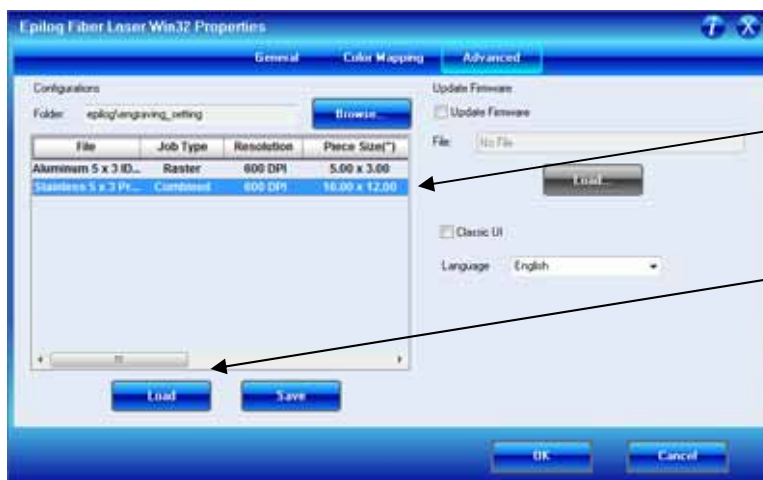 Epilog Fiber Laser Win32 Properties
General Color Mapping Advanced
Configurations
Folder: epilog\engraving_setting Browse...
File Job Type Resolution Piece Size(")
Aluminum 5 x 3 ID... Raster 600 DPI 5.00 x 3.00
Stainless 5 x 3 Pr... Combined 600 DPI 16.00 x 12.00
Load Save
Update Firmware
Update Firmware
File: No File
Load...
Classic UI
Language English
OK Cancel